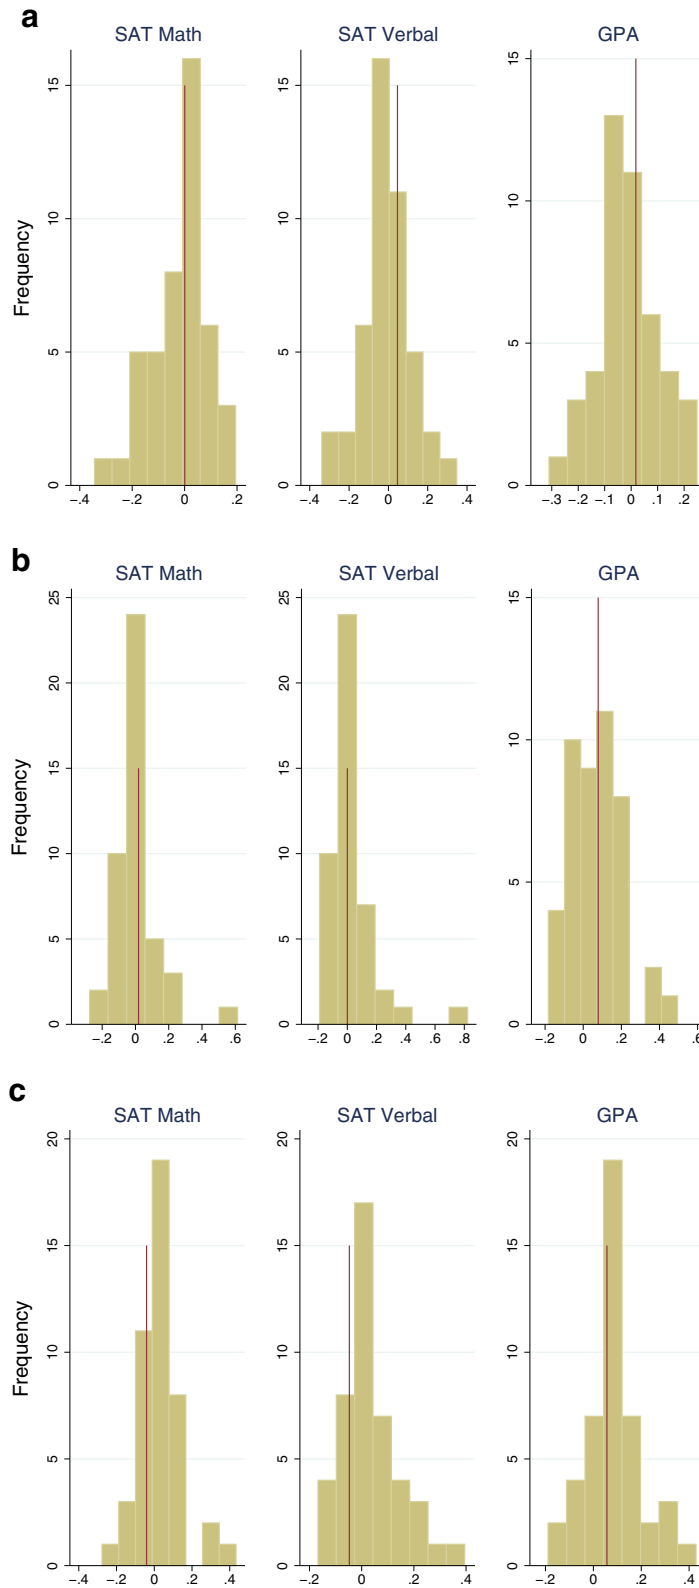 a
SAT Math SAT Verbal GPA
Frequency
0 5 10 15
-.4 -.2 0 .2
0 5 10 15
-.4 -.2 0 .2 .4
0 5 10 15
-.3 -.2 -.1 0 .1 .2
b
SAT Math SAT Verbal GPA
Frequency
0 5 10 15 20 25
-.2 0 .2 .4 .6
0 5 10 15 20 25
-.2 0 .2 .4 .6 .8
0 5 10 15
-.2 0 .2 .4 .6
c
SAT Math SAT Verbal GPA
Frequency
0 5 10 15 20
-.4 -.2 0 .2 .4
0 5 10 15 20
-.2 0 .2 .4
0 5 10 15 20
-.2 0 .2 .4